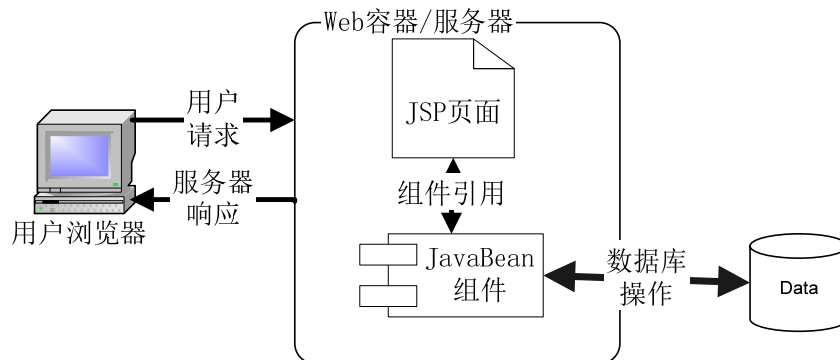 Web容器/服务器
JSP页面
用户
请求
服务器
响应
用户浏览器
组件引用
JavaBean
组件
数据库
操作
Data